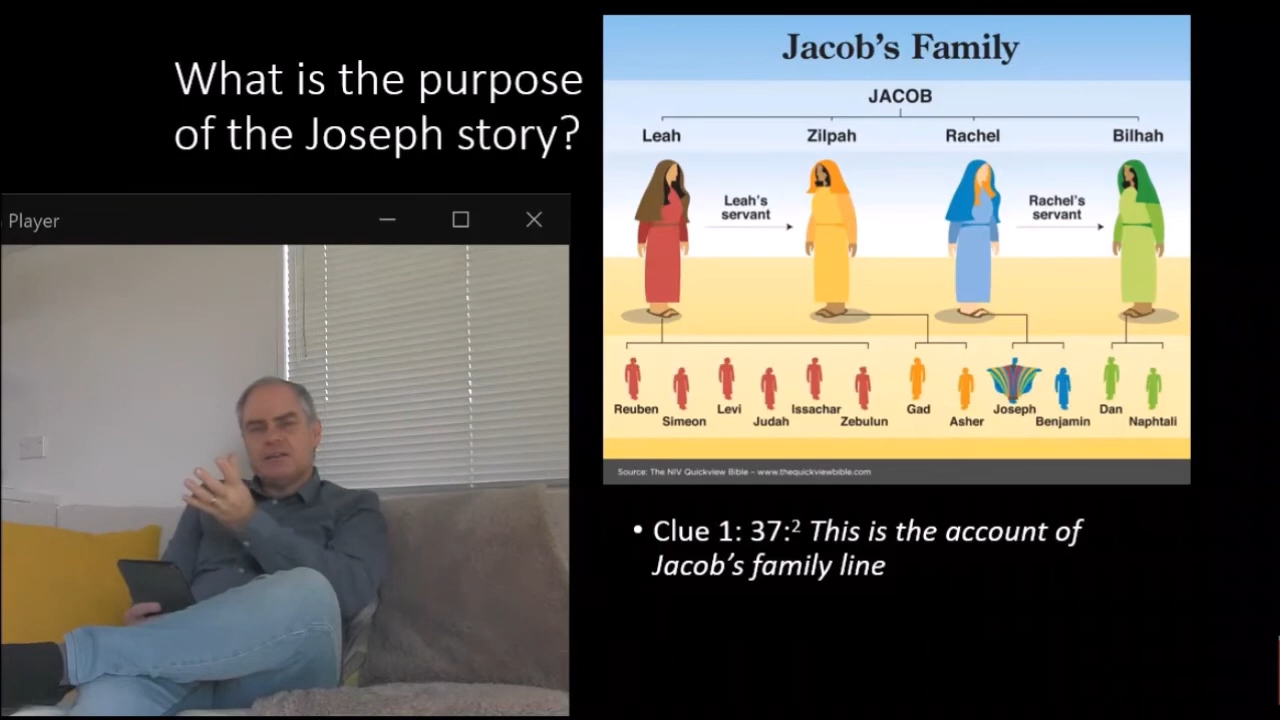 What is the purpose
of the Joseph story?
Player
Jacob's Family
JACOB
Leah
Zilpah
Rachel
Bilhah
Leah's
servant
Rachel's
servant
Reuben
Simeon
Levi
Judah
Issachar
Zebulun
Gad
Asher
Joseph
Benjamin
Dan
Naphtali
Source: The NIV Quickview Bible – www.thequickviewbible.com
• Clue 1: 37:² This is the account of
Jacob's family line